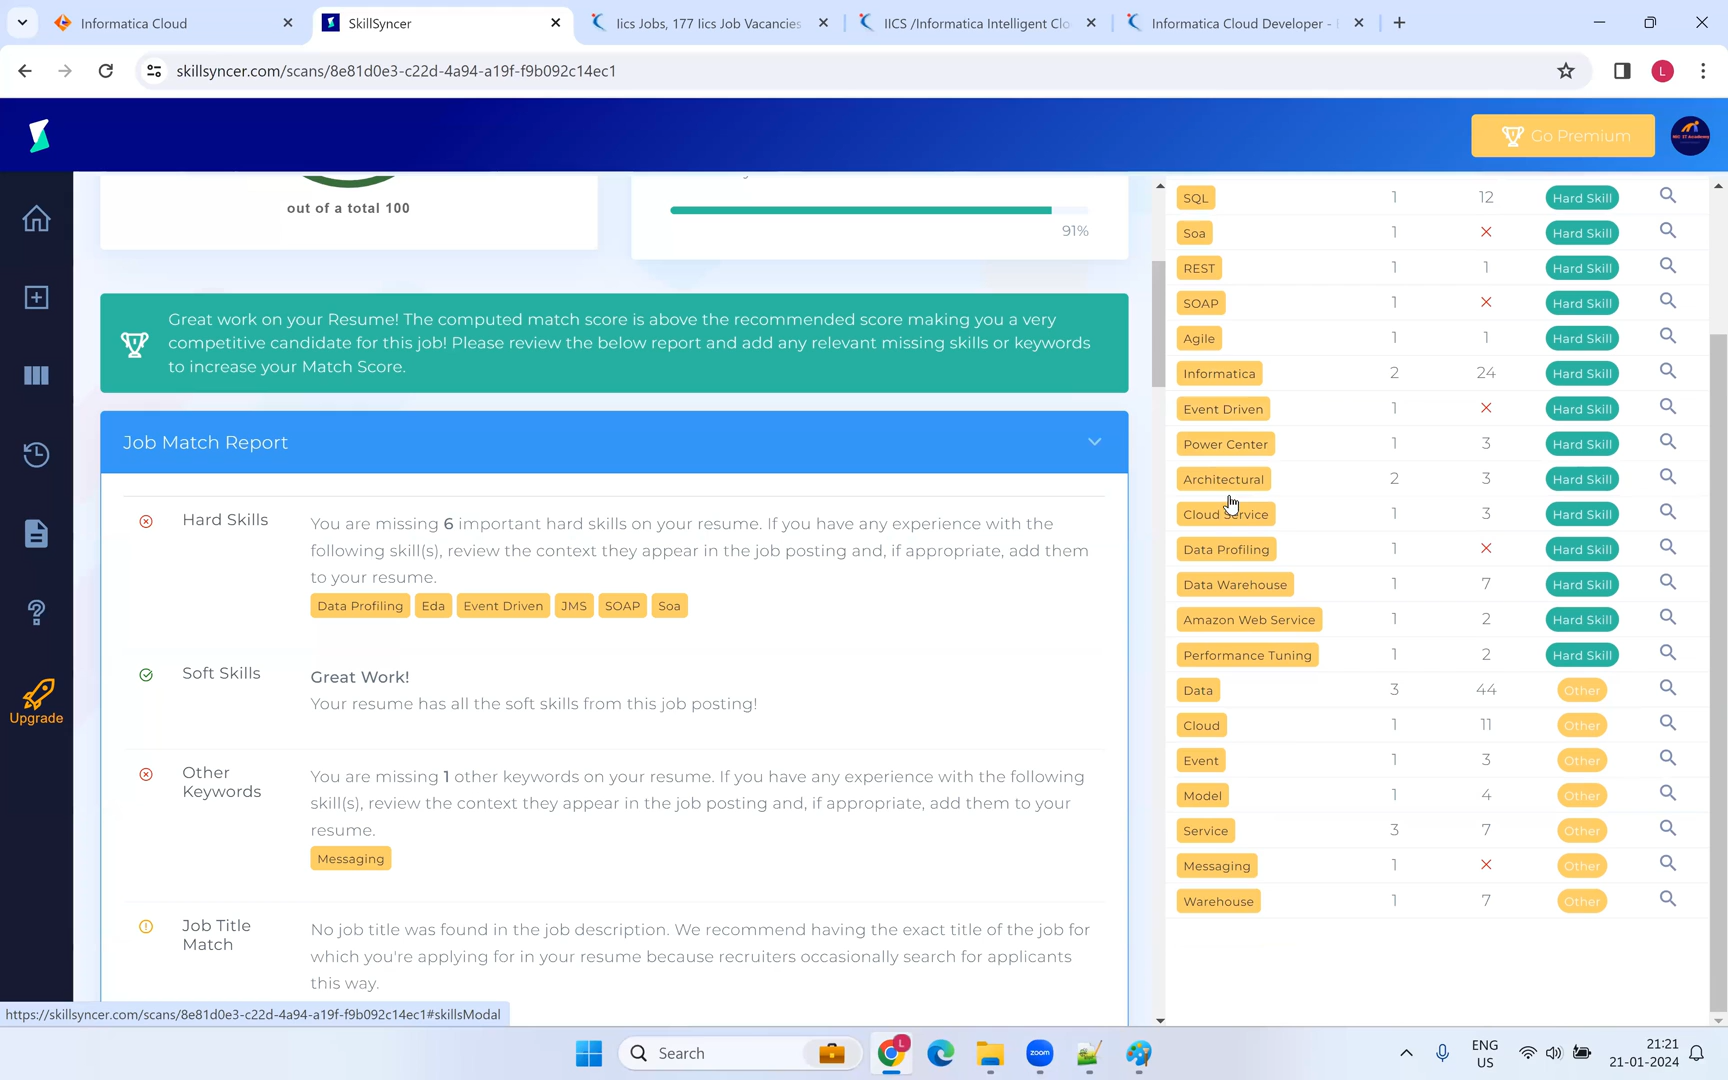 Informatica Cloud
SkillSyncer
Iics Jobs, 177 Iics Job Vacancies
IICS /Informatica Intelligent Clo
Informatica Cloud Developer -
skillsyncer.com/scans/8e81d0e3-c22d-4a94-a19f-f9b092c14ec1
L
Go Premium
out of a total 100
91%
Great work on your Resume! The computed match score is above the recommended score making you a very
competitive candidate for this job! Please review the below report and add any relevant missing skills or keywords
to increase your Match Score.
Job Match Report
Hard Skills
You are missing 6 important hard skills on your resume. If you have any experience with the
following skill(s), review the context they appear in the job posting and, if appropriate, add them
to your resume.
Data Profiling Eda Event Driven JMS SOAP Soa
Soft Skills
Great Work!
Your resume has all the soft skills from this job posting!
Other
Keywords
You are missing 1 other keywords on your resume. If you have any experience with the following
skill(s), review the context they appear in the job posting and, if appropriate, add them to your
resume.
Messaging
Job Title
Match
No job title was found in the job description. We recommend having the exact title of the job for
which you're applying for in your resume because recruiters occasionally search for applicants
this way.
SQL 1 12 Hard Skill
Soa 1 Hard Skill
REST 1 1 Hard Skill
SOAP 1 Hard Skill
Agile 1 1 Hard Skill
Informatica 2 24 Hard Skill
Event Driven 1 Hard Skill
Power Center 1 3 Hard Skill
Architectural 2 3 Hard Skill
Cloud Service 1 3 Hard Skill
Data Profiling 1 Hard Skill
Data Warehouse 1 7 Hard Skill
Amazon Web Service 1 2 Hard Skill
Performance Tuning 1 2 Hard Skill
Data 3 44 Other
Cloud 1 11 Other
Event 1 3 Other
Model 1 4 Other
Service 3 7 Other
Messaging 1 Other
Warehouse 1 7 Other
Upgrade
https://skillsyncer.com/scans/8e81d0e3-c22d-4a94-a19f-f9b092c14ec1#skillsModal
Search
L
zoom
ENG
US
21:21
21-01-2024